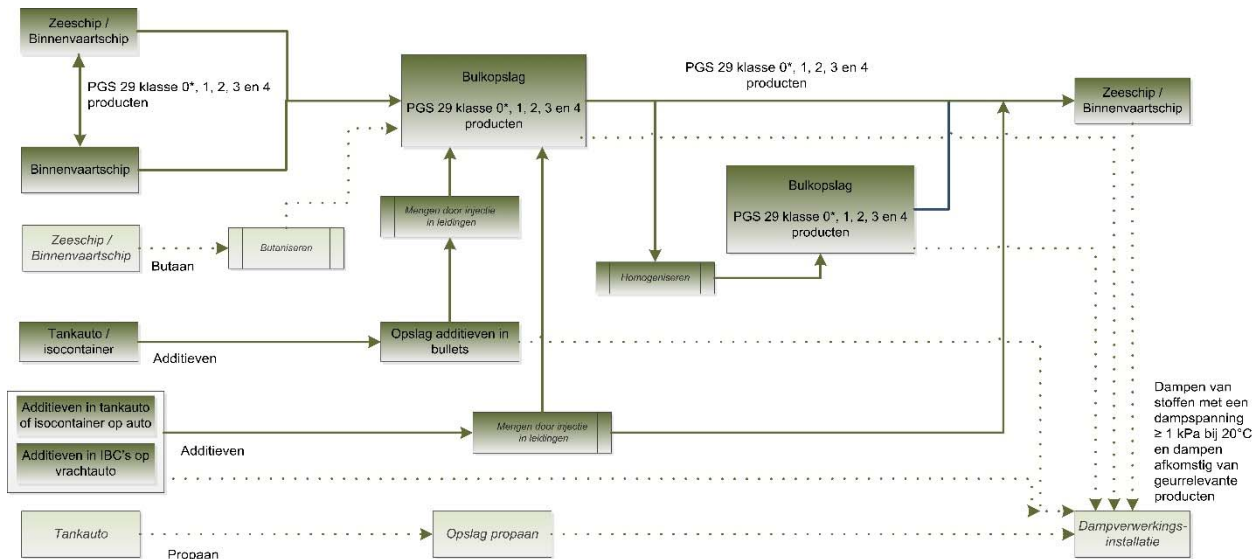 Zeeschip /
Binnenvaartschip
PGS 29 klasse 0*, 1, 2, 3 en 4
producten
Binnenvaartschip
Bulkopslag
PGS 29 klasse 0*, 1, 2, 3 en 4
producten
PGS 29 klasse 0*, 1, 2, 3 en 4
producten
Zeeschip /
Binnenvaartschip
Bulkopslag
PGS 29 klasse 0*, 1, 2, 3 en 4
producten
Mengen door injectie
in leidingen
Zeeschip /
Binnenvaartschip
Butaan
Butaniseren
Homogeniseren
Tankauto /
isocontainer
Additieven
Opslag additieven in
bullets
Additieven in tankauto
of isocontainer op auto
Additieven in IBC's op
vrachtauto
Additieven
Mengen door injectie
in leidingen
Dampen van
stoffen met een
dampspanning
≥ 1 kPa bij 20°C
en dampen
afkomstig van
geurrelevante
producten
Tankauto
Propaan
Opslag propaan
Dampverwerkings-
installatie